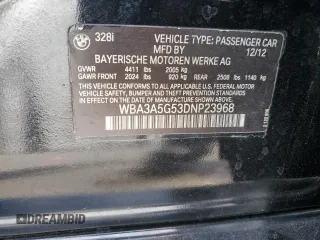 328i VEHICLE TYPE: PASSENGER CAR
MFD BY 12/12
BAYERISCHE MOTOREN WERKE AG
GVWR 4411 lbs 2005 kg
GAWR FRONT 2024 lbs 920 kg REAR 2508 lbs 1140 kg
THIS VEHICLE CONFORMS TO ALL APPLICABLE FEDERAL MOTOR
VEHICLE SAFETY, BUMPER, AND THEFT PREVENTION STANDARDS
IN EFFECT ON THE DATE OF MANUFACTURE SHOWN ABOVE.
WBA3A5G53DNP23968
DREAMBID